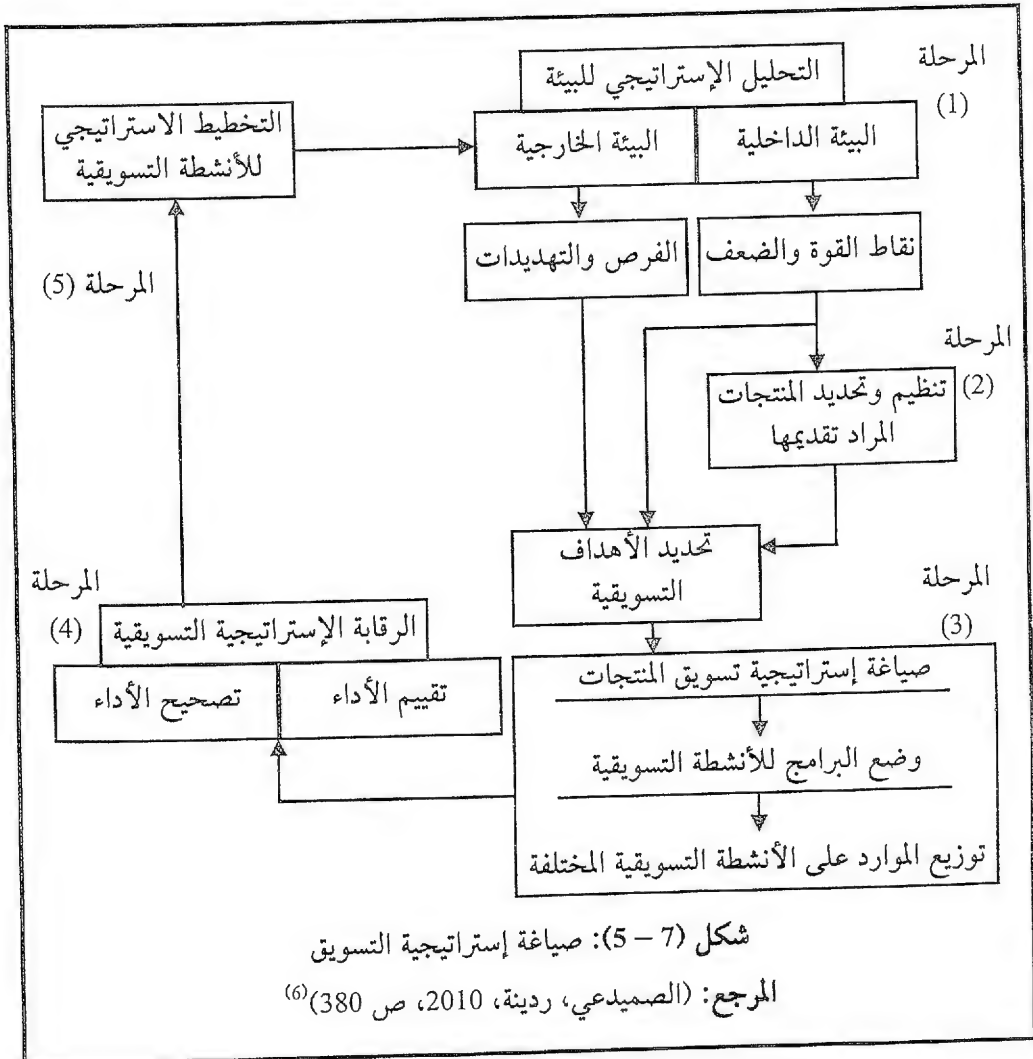 المرحلة
(1)
التحليل الإستراتيجي للبيئة
البيئة الداخلية
البيئة الخارجية
التخطيط الاستراتيجي
للأنشطة التسويقية
نقاط القوة والضعف
الفرص والتهديدات
المرحلة (5)
المرحلة
(2)
تنظيم وتحديد المنتجات
المراد تقديمها
تحديد الأهداف
التسويقية
المرحلة
(3)
صياغة إستراتيجية تسويق المنتجات
وضع البرامج للأنشطة التسويقية
توزيع الموارد على الأنشطة التسويقية المختلفة
المرحلة
(4)
الرقابة الإستراتيجية التسويقية
تقييم الأداء
تصحيح الأداء
شكل (7 – 5): صياغة إستراتيجية التسويق
المرجع: (الصميدعي، ردينة، 2010، ص 380)(6)